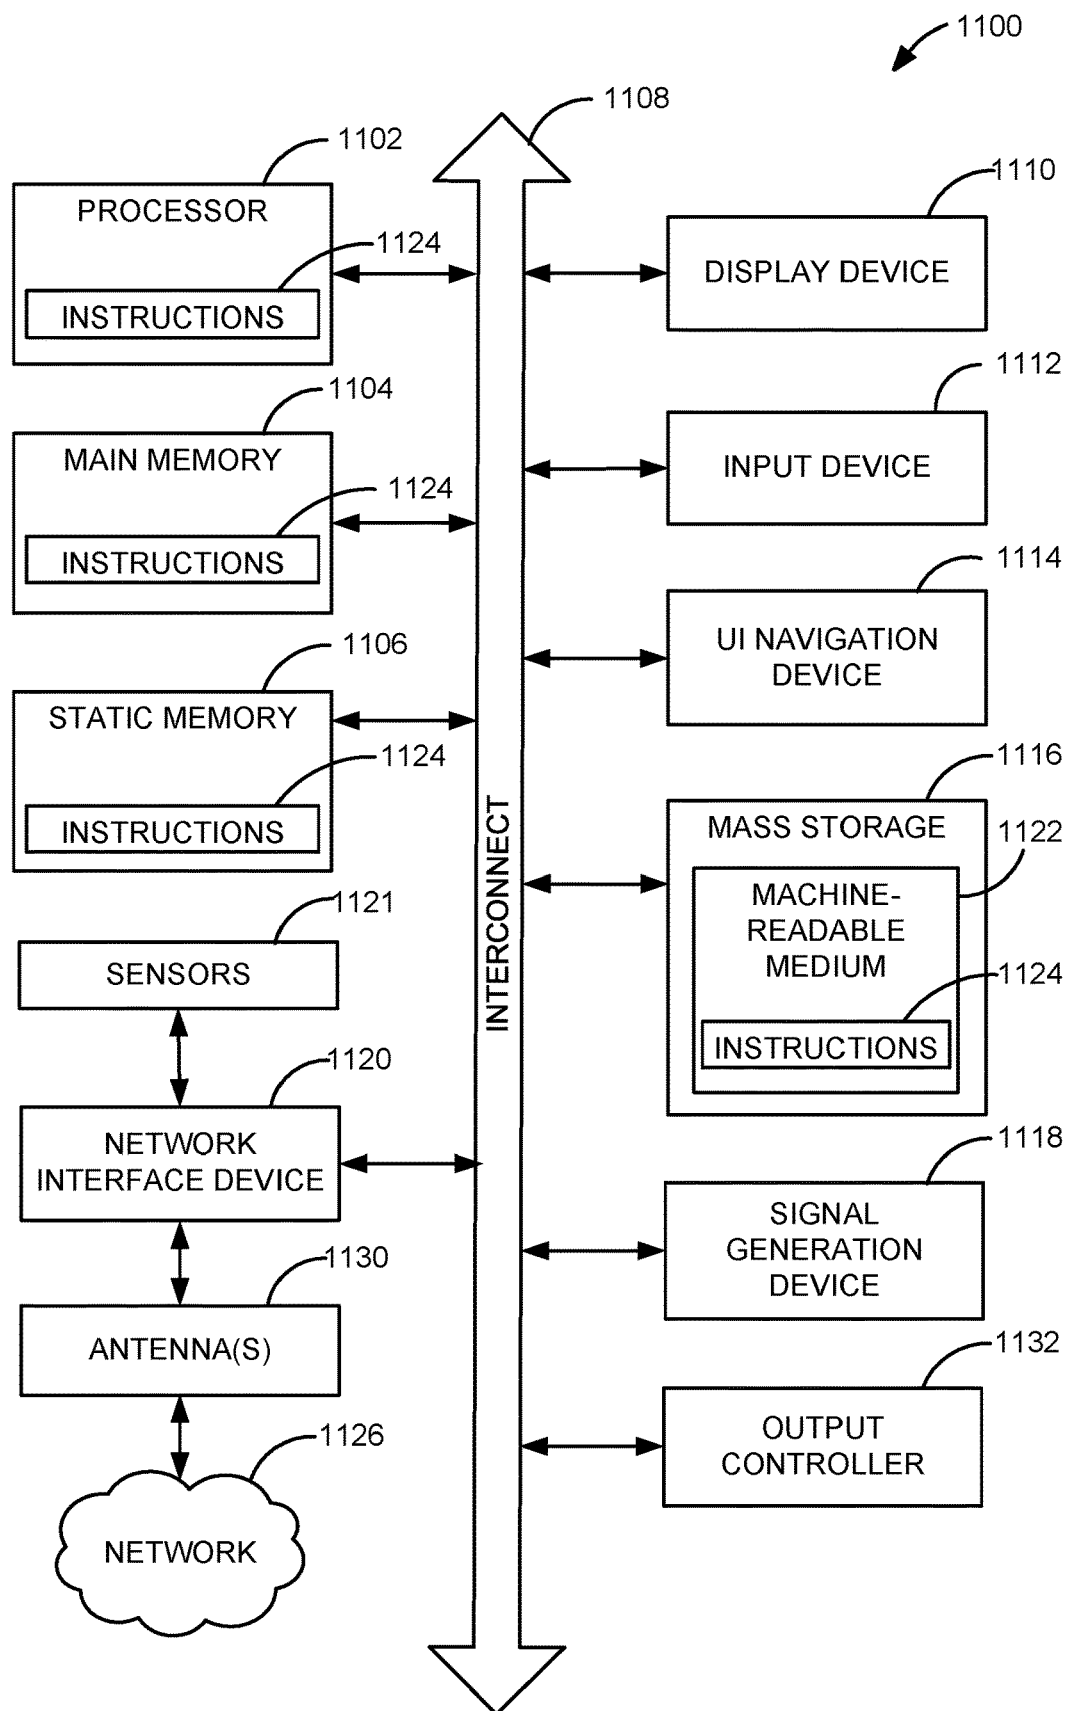 1100
1108
1102
PROCESSOR
1124
INSTRUCTIONS
1104
MAIN MEMORY
1124
INSTRUCTIONS
1106
STATIC MEMORY
1124
INSTRUCTIONS
1121
SENSORS
1120
NETWORK
INTERFACE DEVICE
1130
ANTENNA(S)
1126
NETWORK
INTERCONNECT
1110
DISPLAY DEVICE
1112
INPUT DEVICE
1114
UI NAVIGATION
DEVICE
1116
MASS STORAGE
1122
MACHINE-
READABLE
MEDIUM
1124
INSTRUCTIONS
1118
SIGNAL
GENERATION
DEVICE
1132
OUTPUT
CONTROLLER